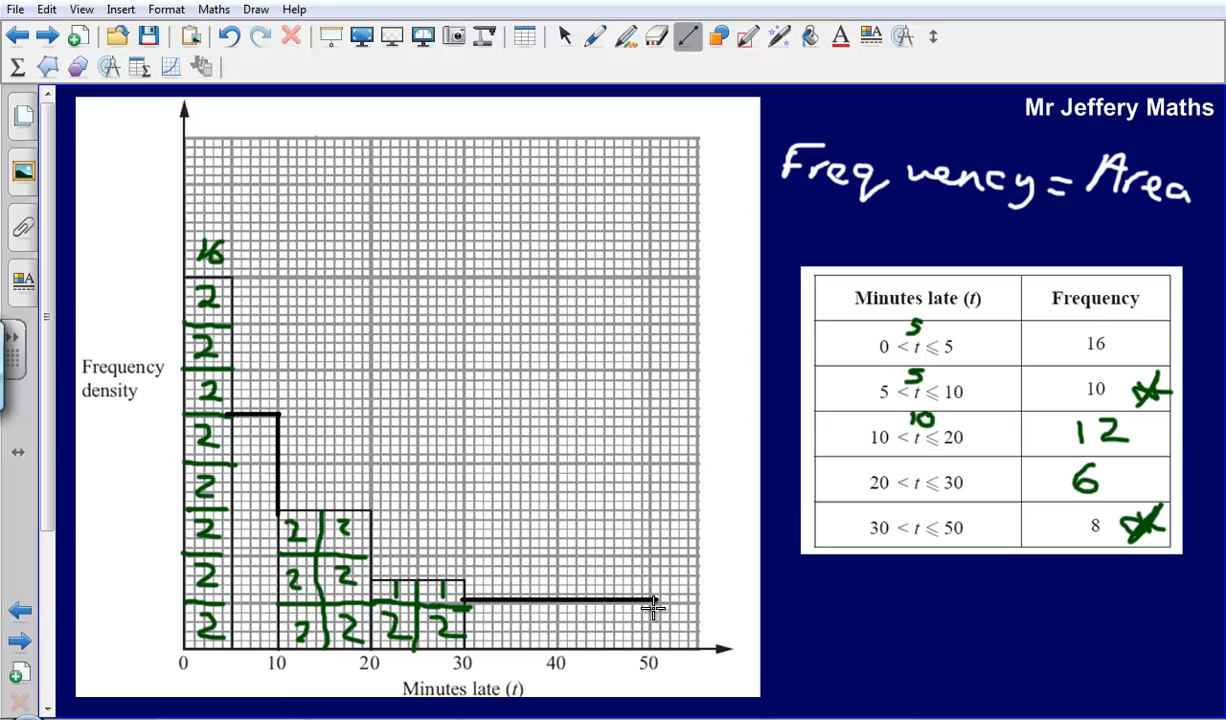 File Edit View Insert Format Maths Draw Help
Mr Jeffery Maths
Frequency = Area
16
2
2
2
2
2
2
2
2
2 2
2 2
2 2
1 1
2 2
Frequency
density
0 10 20 30 40 50
Minutes late (t)
Minutes late (t) Frequency
5
0 < t ⩽ 5 16
5
5 < t ⩽ 10 10
10
10 < t ⩽ 20 12
20 < t ⩽ 30 6
30 < t ⩽ 50 8